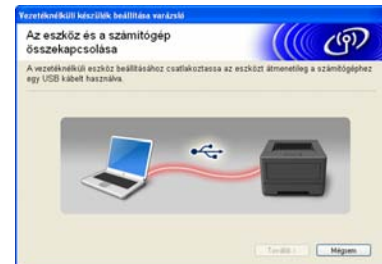 Vezetéknélküli készülék beállítása varázsló
Az eszköz és a számítógép
összekapcsolása
A vezetéknélküli eszköz beállításához csatlakoztassa az eszközt átmenetileg a számítógéphez
egy USB kábelt használva.
Tovább >
Mégsem